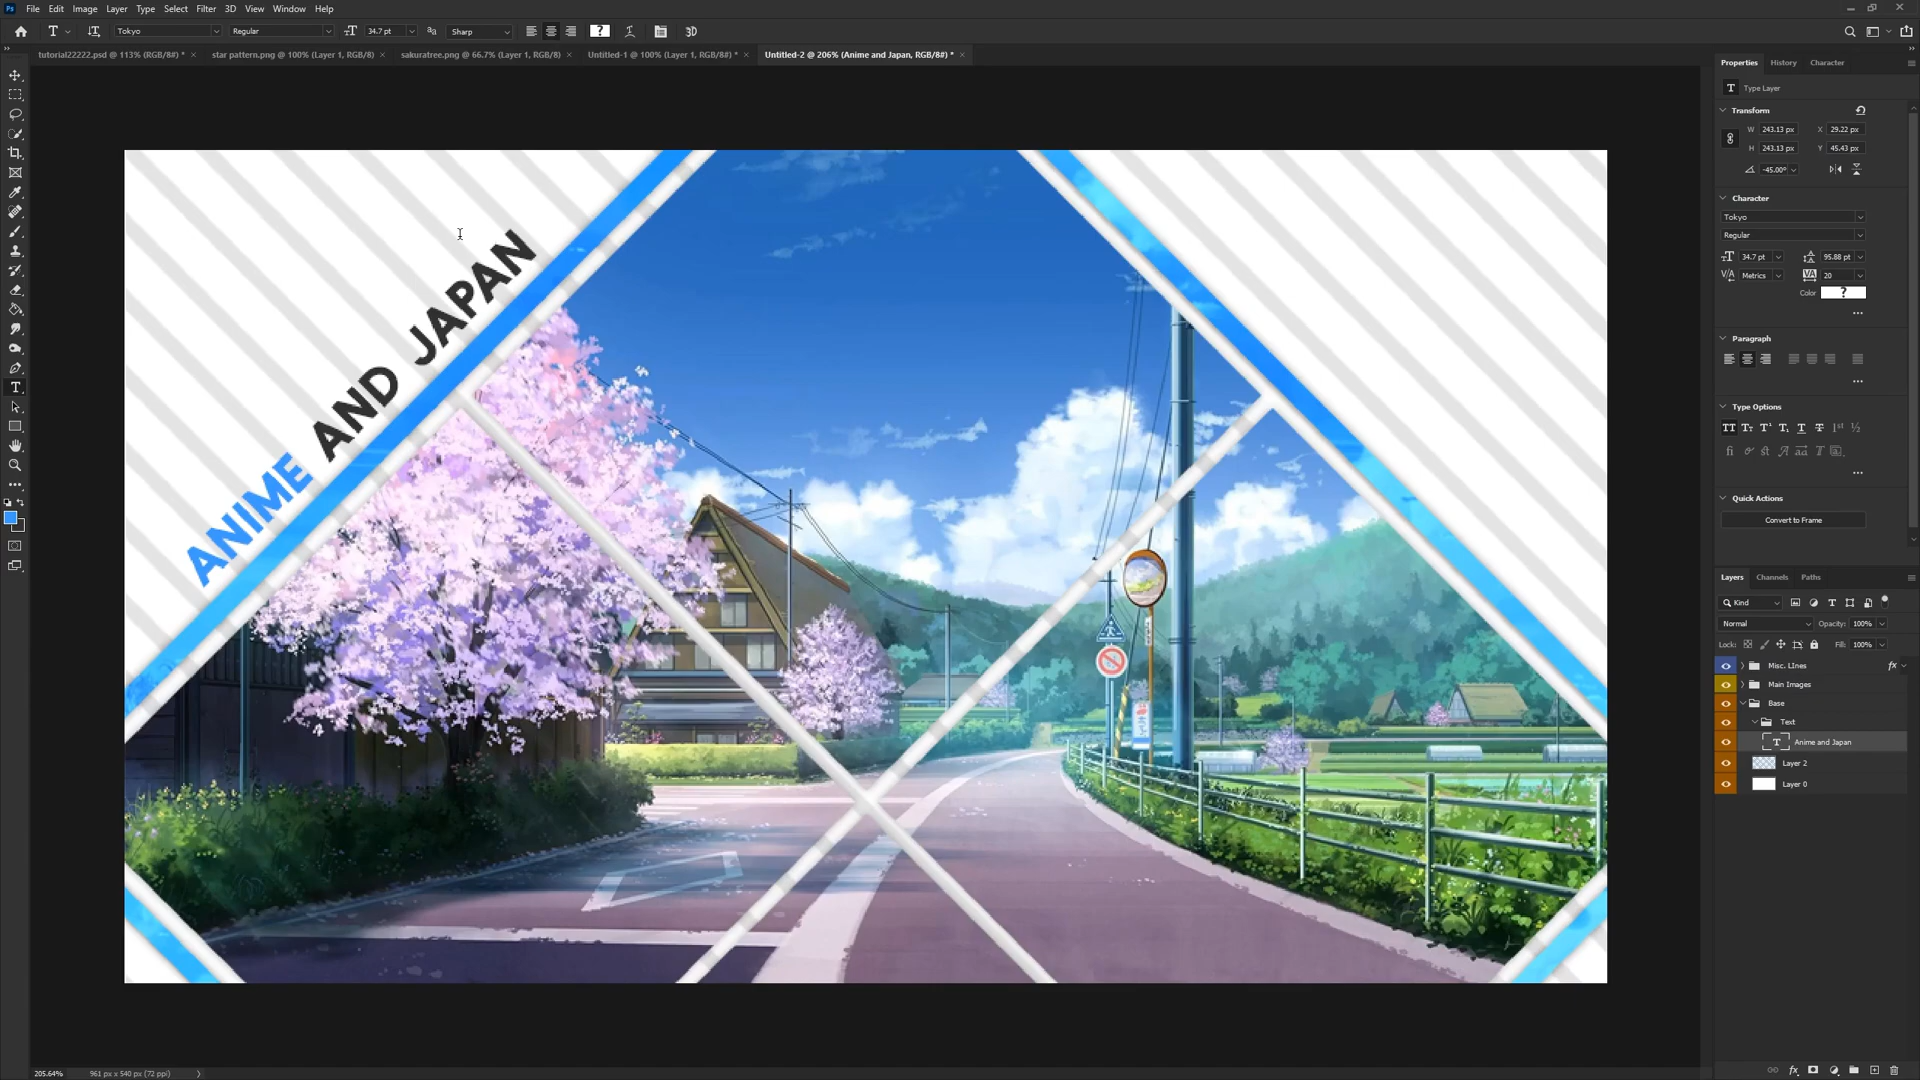 Ps File Edit Image Layer Type Select Filter 3D View Window Help
T Tokyo Regular 34.7 pt Sharp ? 3D
tutorial22222.psd @ 113% (RGB/8#) * star pattern.png @ 100% (Layer 1, RGB/8) sakuratree.png @ 66.7% (Layer 1, RGB/8) Untitled-1 @ 100% (Layer 1, RGB/8#) * Untitled-2 @ 206% (Anime and Japan, RGB/8#) *
ANIME AND JAPAN
Properties History Character
T Type Layer
Transform
W 243.13 px X 29.22 px
H 243.13 px Y 45.43 px
-45.00°
Character
Tokyo
Regular
34.7 pt 95.88 pt
Metrics 20
Color ?
Paragraph
Type Options
Quick Actions
Convert to Frame
Layers Channels Paths
Kind
Normal Opacity: 100%
Lock: Fill: 100%
Misc. LInes fx
Main Images
Base
Text
T Anime and Japan
Layer 2
Layer 0
205.64% 961 px x 540 px (72 ppi)